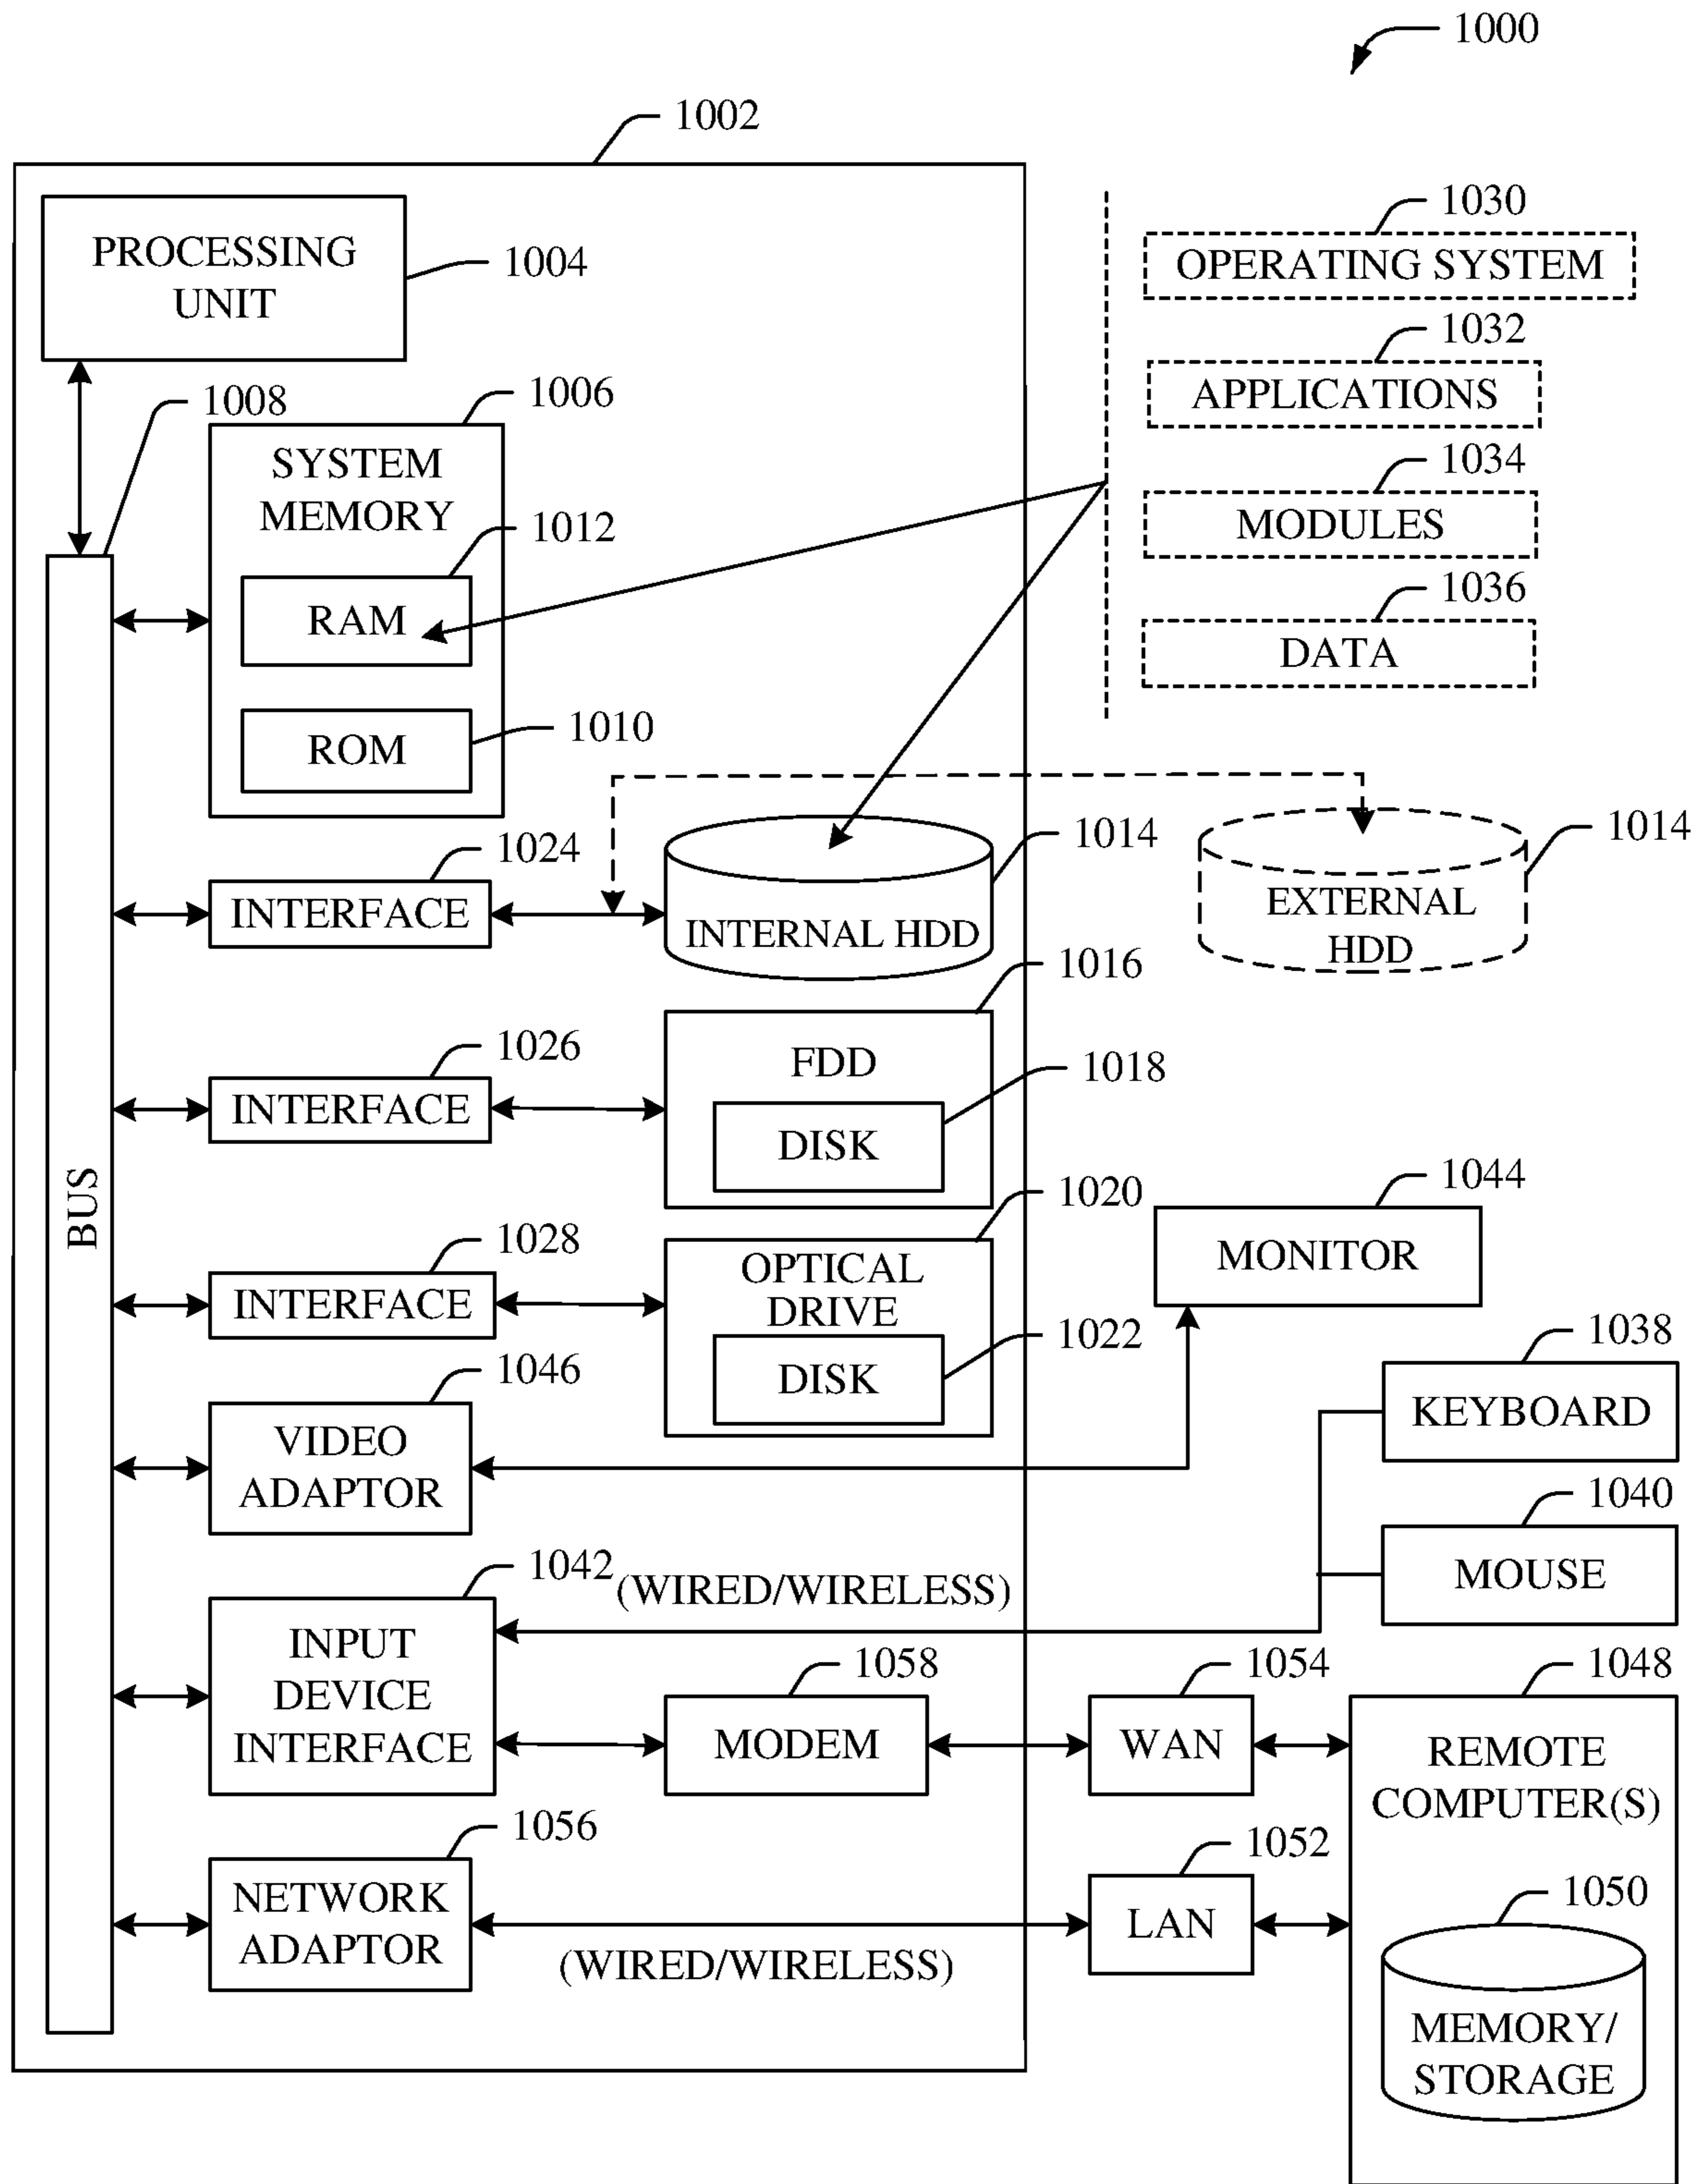 1000
1002
PROCESSING
UNIT
1004
1030
OPERATING SYSTEM
1032
APPLICATIONS
1034
MODULES
1036
DATA
1008
1006
SYSTEM
MEMORY
1012
RAM
1010
ROM
1024
INTERFACE
1014
INTERNAL HDD
1014
EXTERNAL
HDD
1016
FDD
1026
INTERFACE
1018
DISK
BUS
1020
OPTICAL
DRIVE
1028
INTERFACE
1022
DISK
1044
MONITOR
1046
VIDEO
ADAPTOR
1038
KEYBOARD
1040
MOUSE
1042
(WIRED/WIRELESS)
INPUT
DEVICE
INTERFACE
1058
MODEM
1054
WAN
1048
REMOTE
COMPUTER(S)
1056
NETWORK
ADAPTOR
(WIRED/WIRELESS)
1052
LAN
1050
MEMORY/
STORAGE